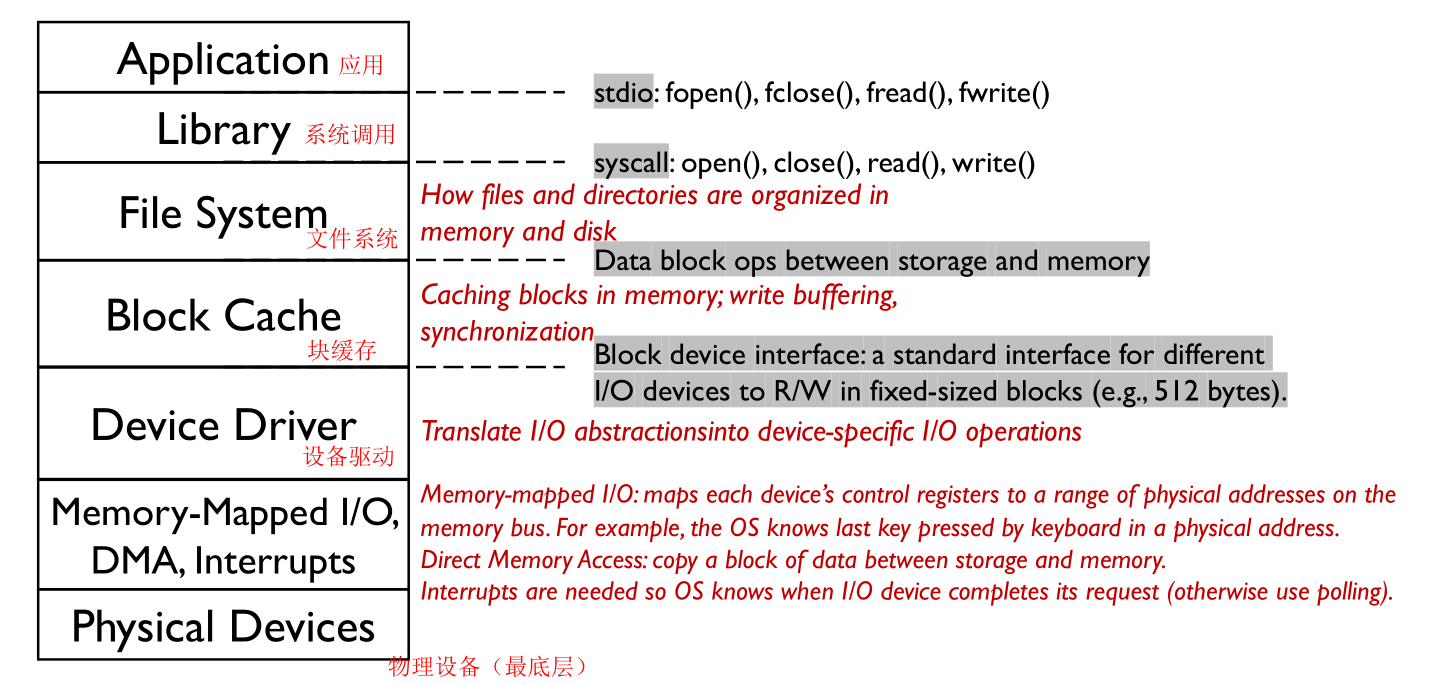 Application 应用
stdio: fopen(), fclose(), fread(), fwrite()
Library 系统调用
syscall: open(), close(), read(), write()
File System
文件系统
How files and directories are organized in
memory and disk
Data block ops between storage and memory
Block Cache
块缓存
Caching blocks in memory; write buffering,
synchronization
Block device interface: a standard interface for different
I/O devices to R/W in fixed-sized blocks (e.g., 512 bytes).
Device Driver
设备驱动
Translate I/O abstractionsinto device-specific I/O operations
Memory-Mapped I/O,
DMA, Interrupts
Memory-mapped I/O: maps each device’s control registers to a range of physical addresses on the
memory bus. For example, the OS knows last key pressed by keyboard in a physical address.
Direct Memory Access: copy a block of data between storage and memory.
Interrupts are needed so OS knows when I/O device completes its request (otherwise use polling).
Physical Devices
物理设备（最底层）